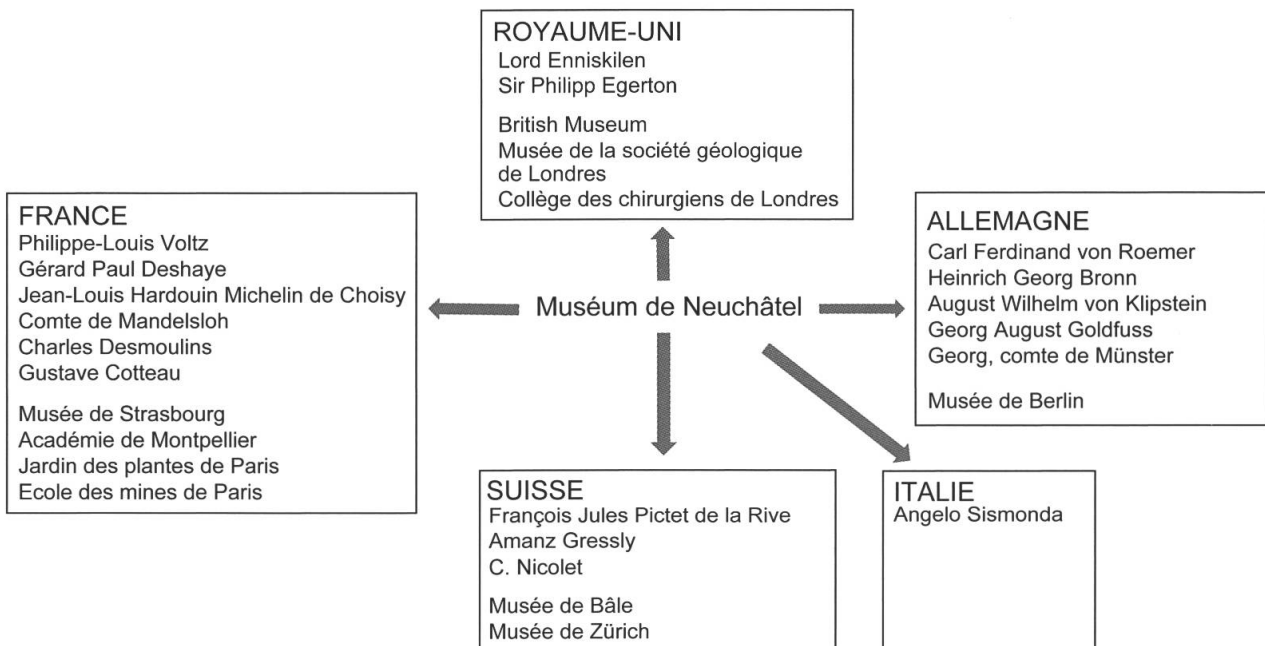 ROYAUME-UNI
Lord Enniskilen
Sir Philipp Egerton
British Museum
Musée de la société géologique
de Londres
Collège des chirurgiens de Londres
FRANCE
Philippe-Louis Voltz
Gérard Paul Deshaye
Jean-Louis Hardouin Michelin de Choisy
Comte de Mandelsloh
Charles Desmoulins
Gustave Cotteau
Musée de Strasbourg
Académie de Montpellier
Jardin des plantes de Paris
Ecole des mines de Paris
Muséum de Neuchâtel
ALLEMAGNE
Carl Ferdinand von Roemer
Heinrich Georg Bronn
August Wilhelm von Klipstein
Georg August Goldfuss
Georg, comte de Münster
Musée de Berlin
SUISSE
François Jules Pictet de la Rive
Amanz Gressly
C. Nicolet
Musée de Bâle
Musée de Zürich
ITALIE
Angelo Sismonda